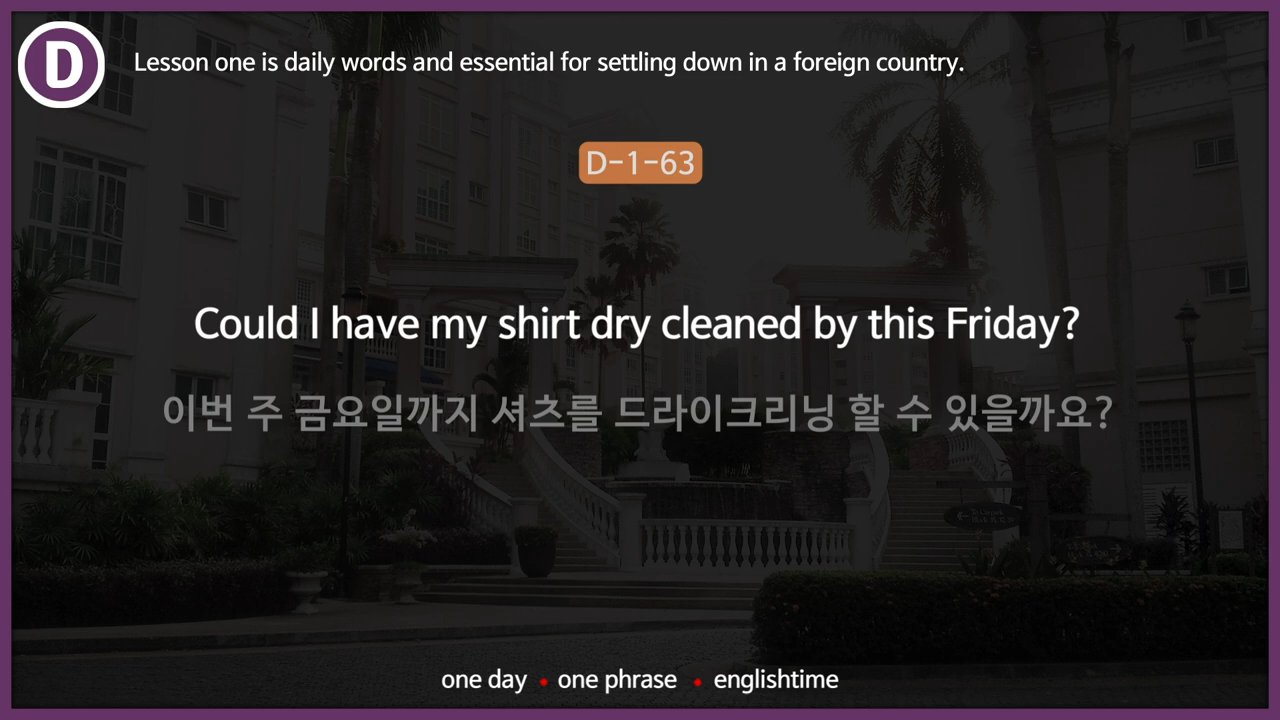 D
Lesson one is daily words and essential for settling down in a foreign country.
D-1-63
Could I have my shirt dry cleaned by this Friday?
이번 주 금요일까지 셔츠를 드라이크리닝 할 수 있을까요?
one day • one phrase • englishtime